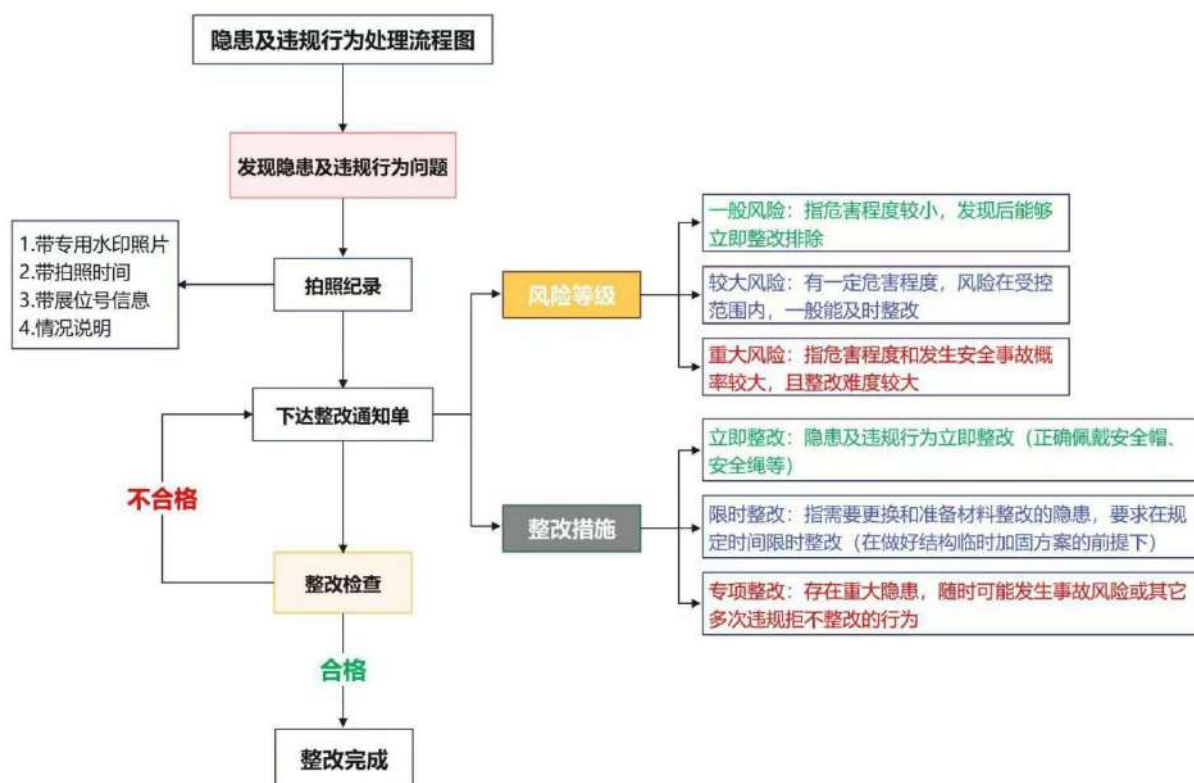 隐患及违规行为处理流程图
发现隐患及违规行为问题
1.带专用水印照片
2.带拍照时间
3.带展位号信息
4.情况说明
拍照纪录
下达整改通知单
风险等级
一般风险：指危害程度较小，发现后能够
立即整改排除
较大风险：有一定危害程度，风险在受控
范围内，一般能及时整改
重大风险：指危害程度和发生安全事故概
率较大，且整改难度较大
整改措施
立即整改：隐患及违规行为立即整改（正确佩戴安全帽、
安全绳等）
限时整改：指需要更换和准备材料整改的隐患，要求在规
定时间限时整改（在做好结构临时加固方案的前提下）
专项整改：存在重大隐患，随时可能发生事故风险或其它
多次违规拒不整改的行为
不合格
整改检查
合格
整改完成